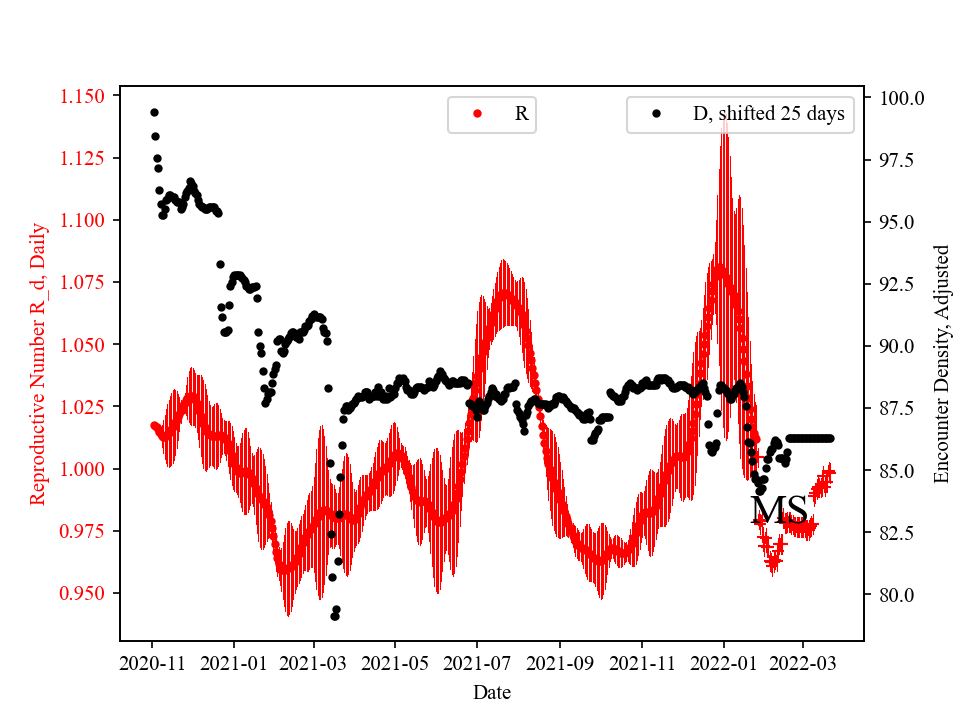 R
D, shifted 25 days
1.150
1.125
1.100
1.075
1.050
1.025
1.000
0.975
0.950
Reproductive Number R_d, Daily
100.0
97.5
95.0
92.5
90.0
87.5
85.0
82.5
80.0
Encounter Density, Adjusted
MS
2020-11 2021-01 2021-03 2021-05 2021-07 2021-09 2021-11 2022-01 2022-03
Date